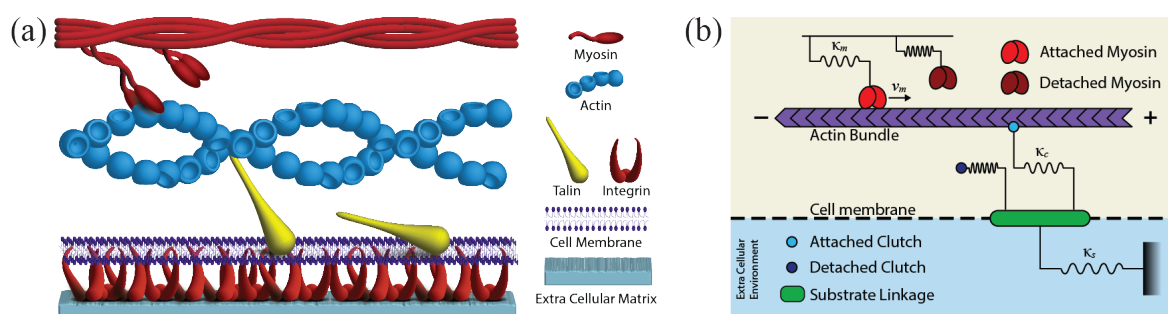 (a)
Myosin
Actin
Talin Integrin
Cell Membrane
Extra Cellular Matrix
(b)
κm
νm
Attached Myosin
Detached Myosin
− +
Actin Bundle
κc
Cell membrane
Extra Cellular
Environment
Attached Clutch
Detached Clutch
Substrate Linkage
κs